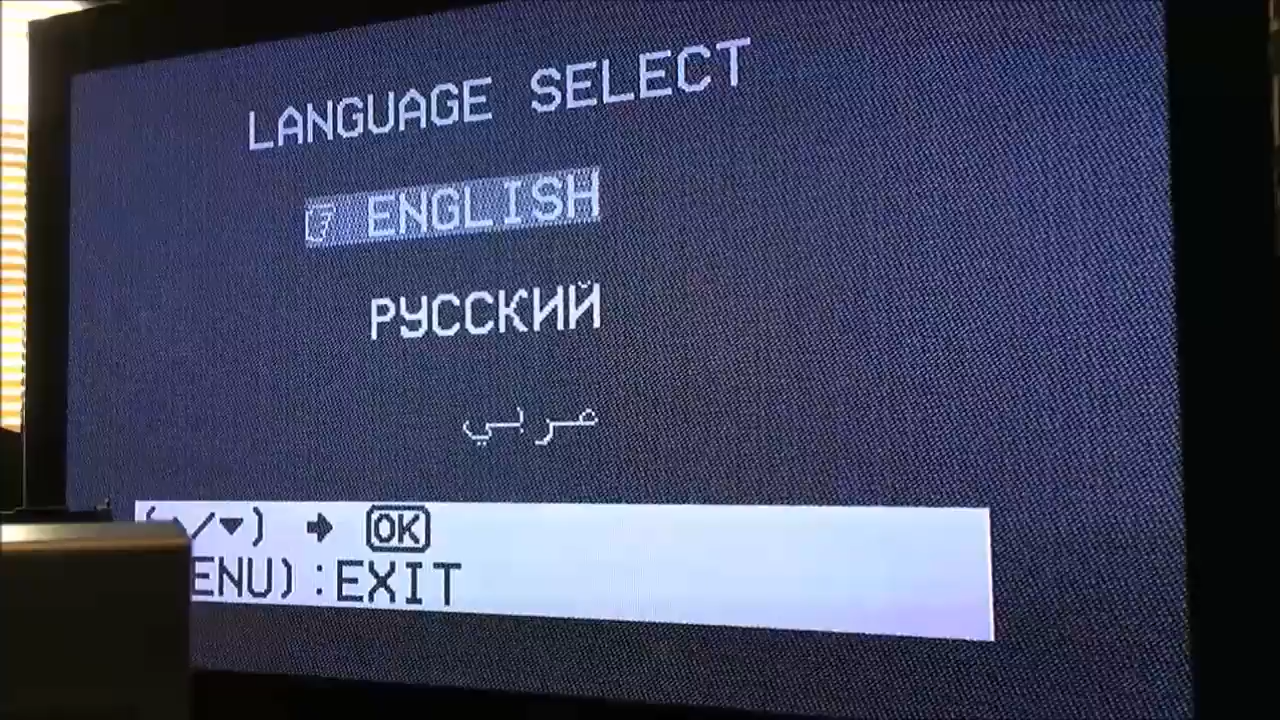 LANGUAGE SELECT
☞ ENGLISH
РУССКИЙ
عربي
( /▼) ➡ OK
ENU):EXIT